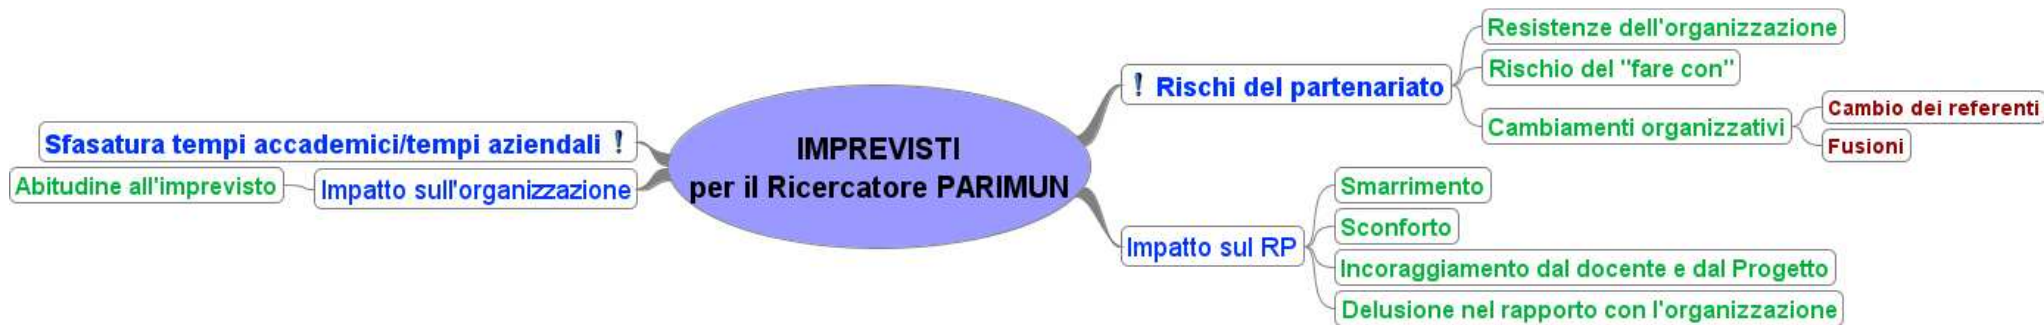 IMPREVISTI
per il Ricercatore PARIMUN
! Rischi del partenariato
Resistenze dell'organizzazione
Rischio del "fare con"
Cambiamenti organizzativi
Cambio dei referenti
Fusioni
Impatto sul RP
Smarrimento
Sconforto
Incoraggiamento dal docente e dal Progetto
Delusione nel rapporto con l'organizzazione
Sfasatura tempi accademici/tempi aziendali !
Impatto sull'organizzazione
Abitudine all'imprevisto